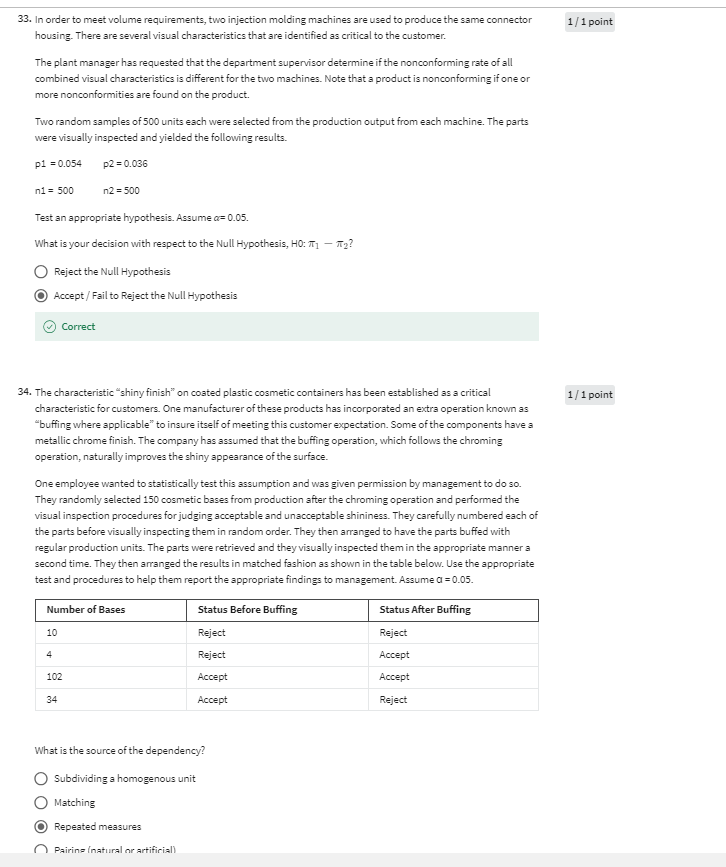 33. In order to meet volume requirements, two injection molding machines are used to produce the same connector
housing. There are several visual characteristics that are identified as critical to the customer.
1 / 1 point
The plant manager has requested that the department supervisor determine if the nonconforming rate of all
combined visual characteristics is different for the two machines. Note that a product is nonconforming if one or
more nonconformities are found on the product.
Two random samples of 500 units each were selected from the production output from each machine. The parts
were visually inspected and yielded the following results.
p1 = 0.054 p2 = 0.036
n1 = 500 n2 = 500
Test an appropriate hypothesis. Assume α= 0.05.
What is your decision with respect to the Null Hypothesis, H0: π₁ − π₂?
Reject the Null Hypothesis
Accept / Fail to Reject the Null Hypothesis
Correct
34. The characteristic "shiny finish" on coated plastic cosmetic containers has been established as a critical
1 / 1 point
characteristic for customers. One manufacturer of these products has incorporated an extra operation known as
"buffing where applicable" to insure itself of meeting this customer expectation. Some of the components have a
metallic chrome finish. The company has assumed that the buffing operation, which follows the chroming
operation, naturally improves the shiny appearance of the surface.
One employee wanted to statistically test this assumption and was given permission by management to do so.
They randomly selected 150 cosmetic bases from production after the chroming operation and performed the
visual inspection procedures for judging acceptable and unacceptable shininess. They carefully numbered each of
the parts before visually inspecting them in random order. They then arranged to have the parts buffed with
regular production units. The parts were retrieved and they visually inspected them in the appropriate manner a
second time. They then arranged the results in matched fashion as shown in the table below. Use the appropriate
test and procedures to help them report the appropriate findings to management. Assume α = 0.05.
Number of Bases Status Before Buffing Status After Buffing
10 Reject Reject
4 Reject Accept
102 Accept Accept
34 Accept Reject
What is the source of the dependency?
Subdividing a homogenous unit
Matching
Repeated measures
Pairing (natural or artificial)